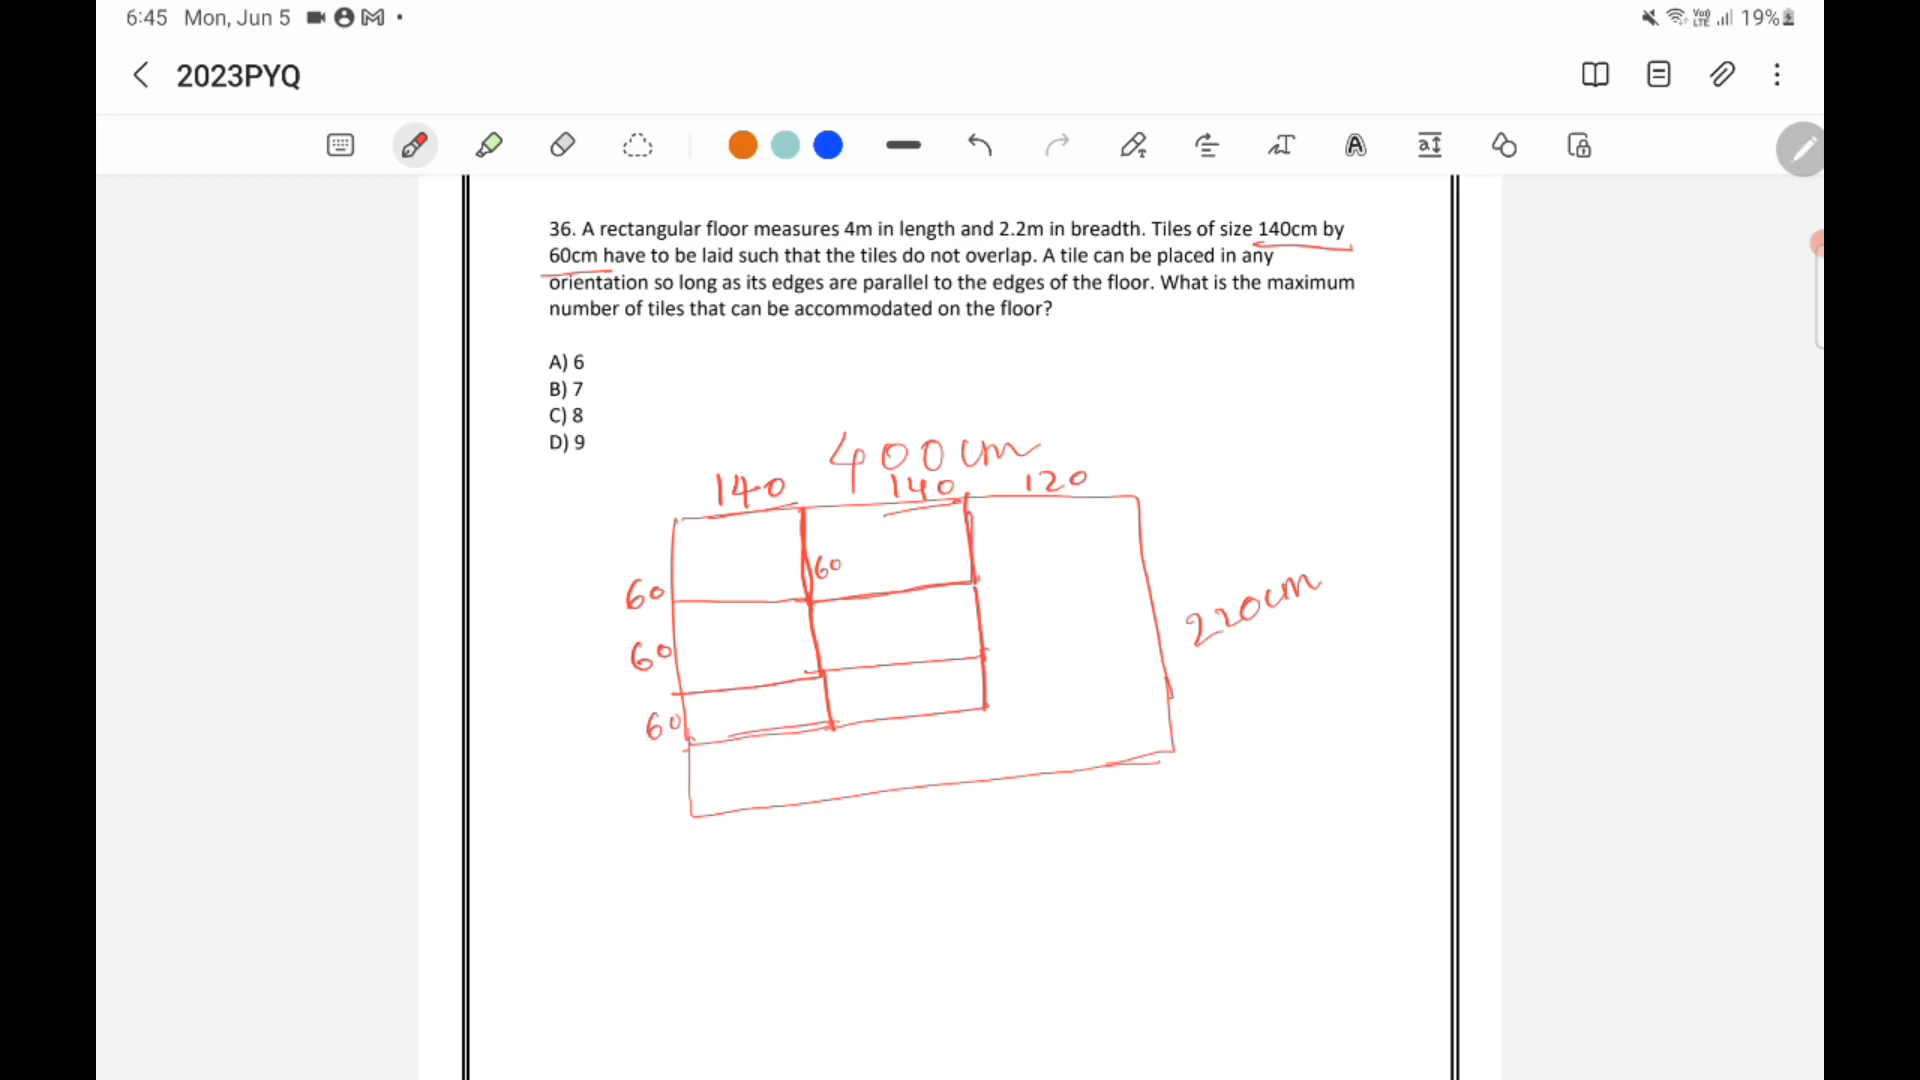 6:45 Mon, Jun 5
19%
2023PYQ
36. A rectangular floor measures 4m in length and 2.2m in breadth. Tiles of size 140cm by
60cm have to be laid such that the tiles do not overlap. A tile can be placed in any
orientation so long as its edges are parallel to the edges of the floor. What is the maximum
number of tiles that can be accommodated on the floor?
A) 6
B) 7
C) 8
D) 9
400cm
140 140 120
60
60
220cm
60
60